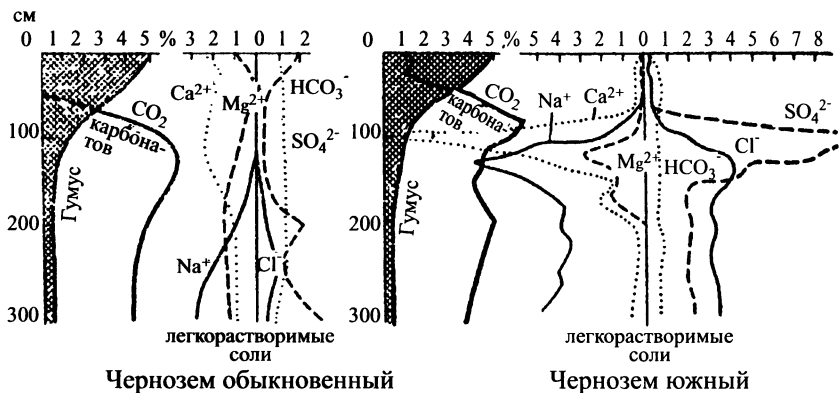 см
0 1 2 3 4 5 % 2 1 0 1 2
0
100
200
300
Гумус
CO2
карбона-
тов
Ca2+
Mg2+
HCO3-
SO42-
Na+
Cl-
легкорастворимые
соли
Чернозем обыкновенный
0 1 2 3 4 5 % 6 5 4 3 2 1 0 1 2 3 4 5 6 7 8
0
100
200
300
Гумус
CO2
карбона-
тов
Na+
Ca2+
Mg2+
HCO3-
SO42-
Cl-
легкорастворимые
соли
Чернозем южный